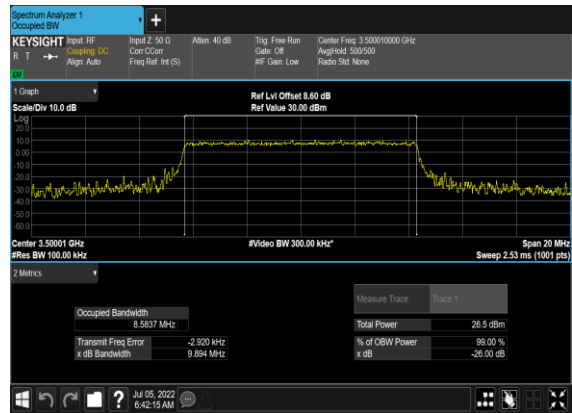 Spectrum Analyzer 1
Occupied BW
+
KEYSIGHT Input: RF Input Z: 50 Ω Atten: 40 dB Trig: Free Run Center Freq: 3.500010000 GHz
R T Coupling: DC Corr CCorr Gate: Off Avg|Hold: 500/500
Align: Auto Freq Ref: Int (S) #IF Gain: Low Radio Std: None
1 Graph
Ref Lvl Offset 8.60 dB
Scale/Div 10.0 dB Ref Value 30.00 dBm
Log
20.0
10.0
0.00
-10.0
-20.0
-30.0
-40.0
-50.0
-60.0
Center 3.50001 GHz #Video BW 300.00 kHz* Span 20 MHz
#Res BW 100.00 kHz Sweep 2.53 ms (1001 pts)
2 Metrics
Measure Trace Trace 1
Occupied Bandwidth
8.5837 MHz Total Power 26.5 dBm
Transmit Freq Error -2.920 kHz % of OBW Power 99.00 %
x dB Bandwidth 9.894 MHz x dB -26.00 dB
? Jul 05, 2022
6:42:15 AM